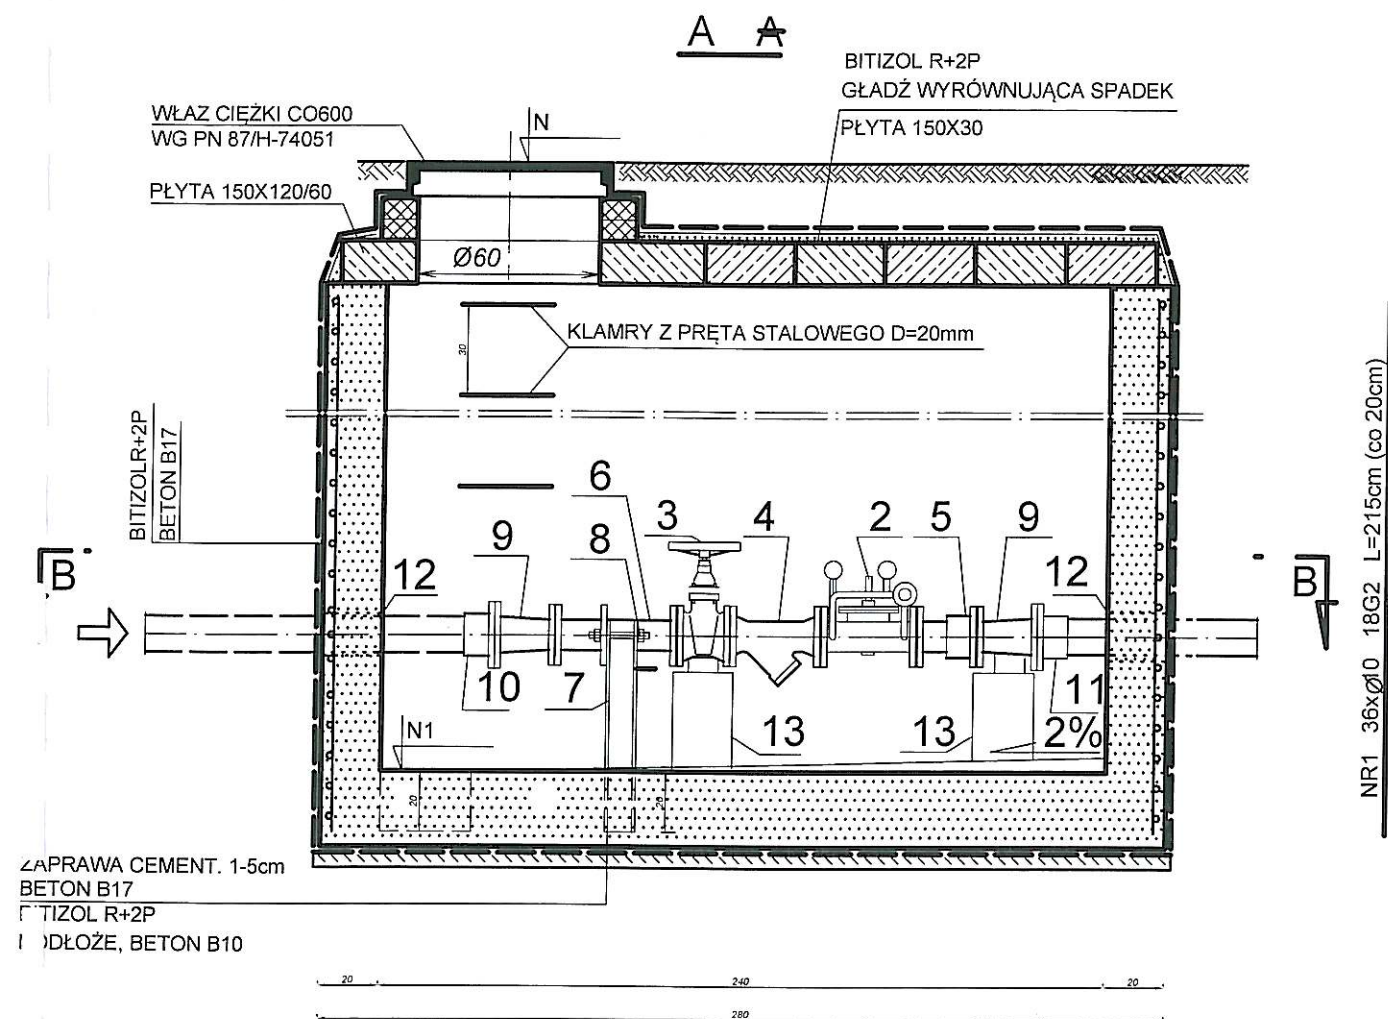 A A
BITIZOL R+2P
GŁADŹ WYRÓWNUJĄCA SPADEK
PŁYTA 150X30
WŁAZ CIĘŻKI CO600
WG PN 87/H-74051
N
PŁYTA 150X120/60
Ø60
KLAMRY Z PRĘTA STALOWEGO D=20mm
30
BITIZOLR+2P
BETON B17
6
3
4
2
5
9
9
8
12
12
B
B
10
7
11
13
13
2%
N1
20
20
ZAPRAWA CEMENT. 1-5cm
BETON B17
TIZOL R+2P
ODŁOŻE, BETON B10
20
240
20
280
NR1 36xØ10 18G2 L=215cm (co 20cm)